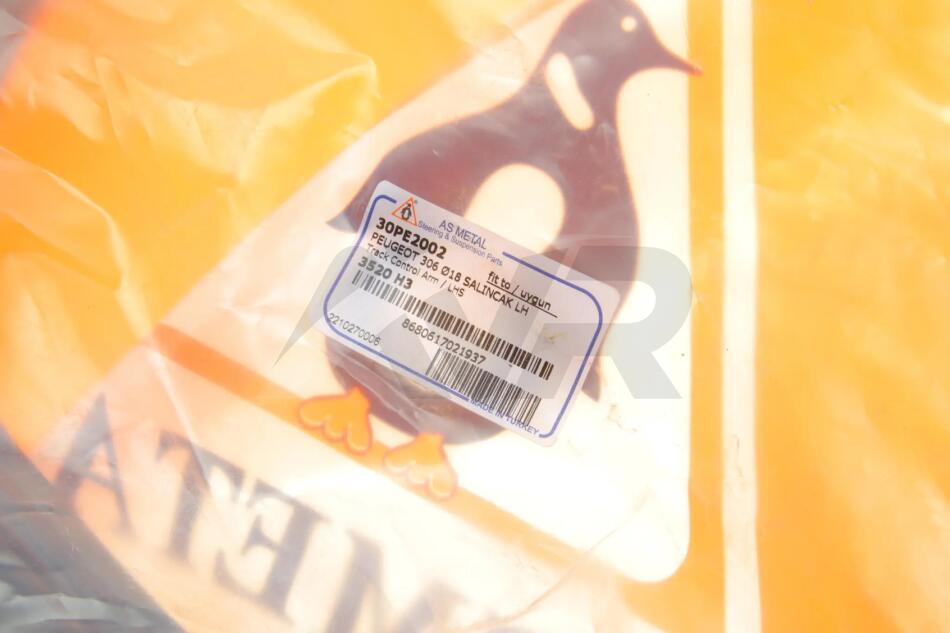 AS METAL
Steering & Suspension Parts
30PE2002
fit to / uygun
PEUGEOT 306 Ø18 SALINCAK LH
Track Control Arm / LHS
3520 H3
8680617021937
2210270006
MADE IN TURKEY
META
R